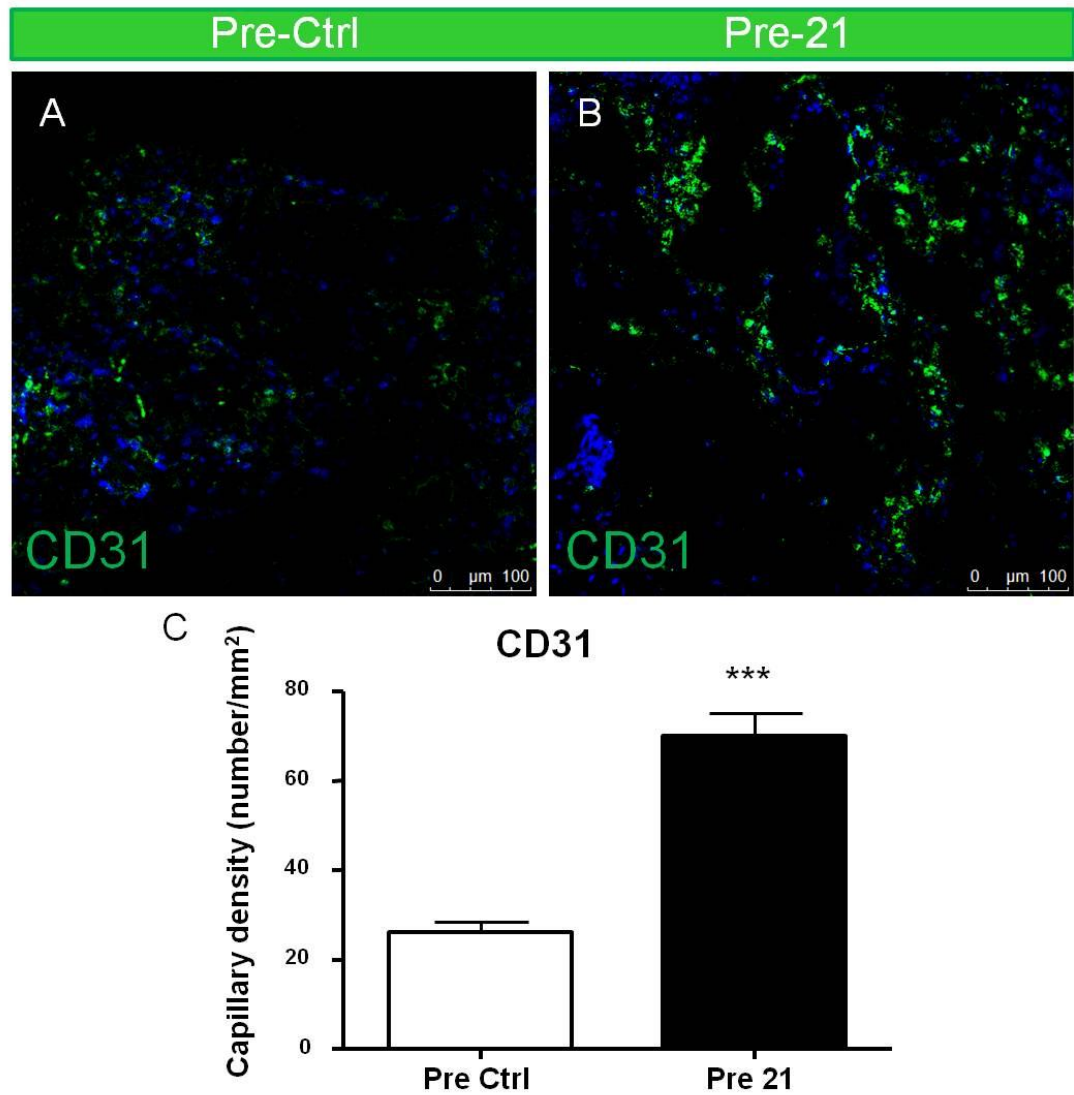 Pre-Ctrl Pre-21
A B
CD31 CD31
0 µm 100 0 µm 100
C
CD31
***
Capillary density (number/mm²)
80
60
40
20
0
Pre Ctrl Pre 21